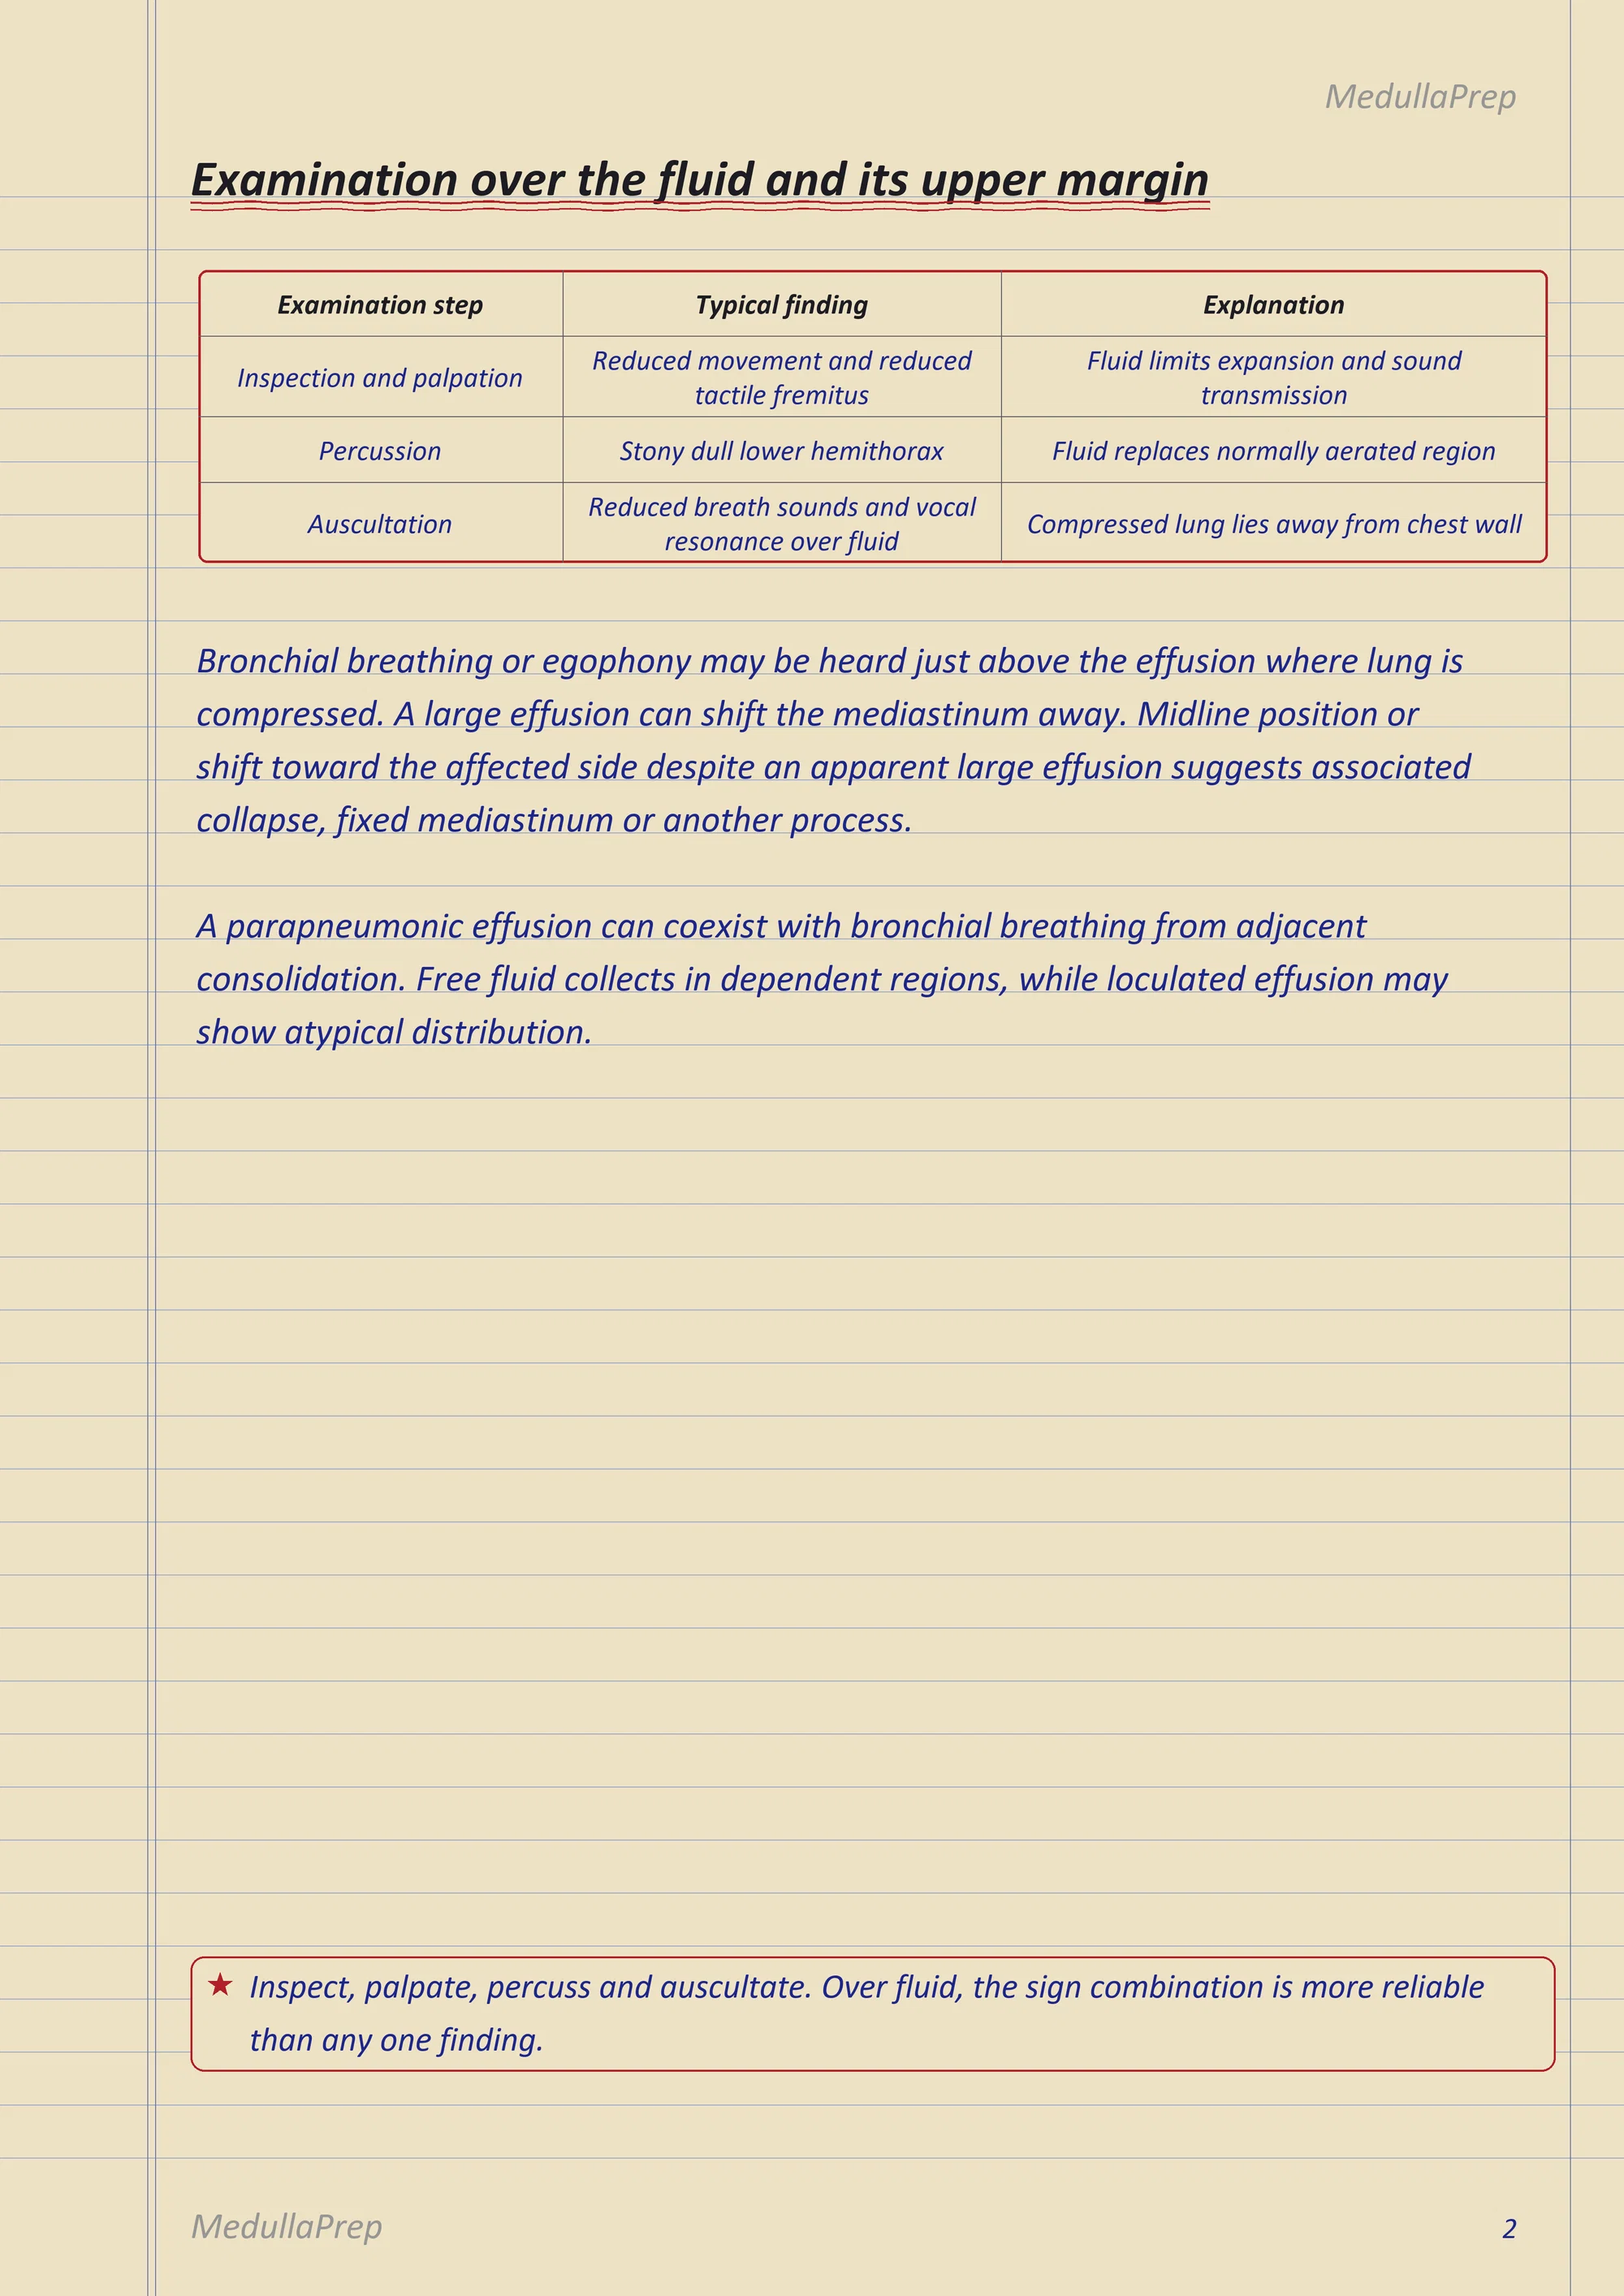 MedullaPrep
Examination over the fluid and its upper margin
Examination step Typical finding Explanation
Inspection and palpation Reduced movement and reduced tactile fremitus Fluid limits expansion and sound transmission
Percussion Stony dull lower hemithorax Fluid replaces normally aerated region
Auscultation Reduced breath sounds and vocal resonance over fluid Compressed lung lies away from chest wall
Bronchial breathing or egophony may be heard just above the effusion where lung is
compressed. A large effusion can shift the mediastinum away. Midline position or
shift toward the affected side despite an apparent large effusion suggests associated
collapse, fixed mediastinum or another process.
A parapneumonic effusion can coexist with bronchial breathing from adjacent
consolidation. Free fluid collects in dependent regions, while loculated effusion may
show atypical distribution.
★ Inspect, palpate, percuss and auscultate. Over fluid, the sign combination is more reliable
than any one finding.
MedullaPrep 2